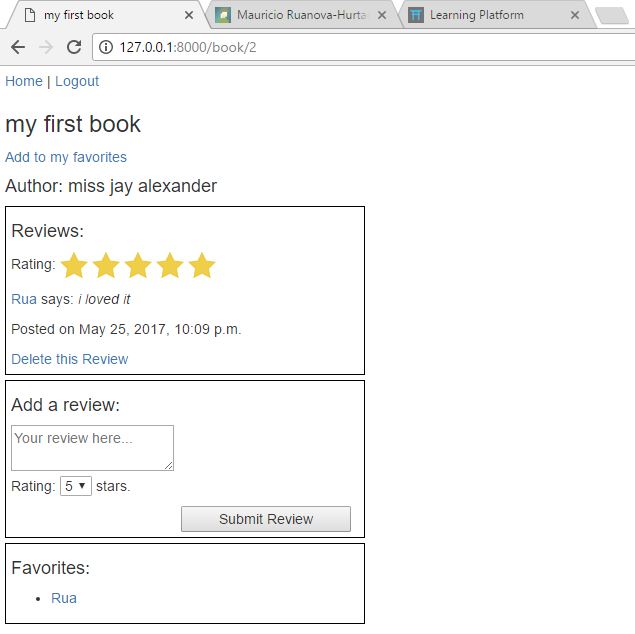 my first book
Mauricio Ruanova-Hurta
Learning Platform
127.0.0.1:8000/book/2
Home | Logout
my first book
Add to my favorites
Author: miss jay alexander
Reviews:
Rating:
Rua says: i loved it
Posted on May 25, 2017, 10:09 p.m.
Delete this Review
Add a review:
Your review here...
Rating: 5 stars.
Submit Review
Favorites:
Rua